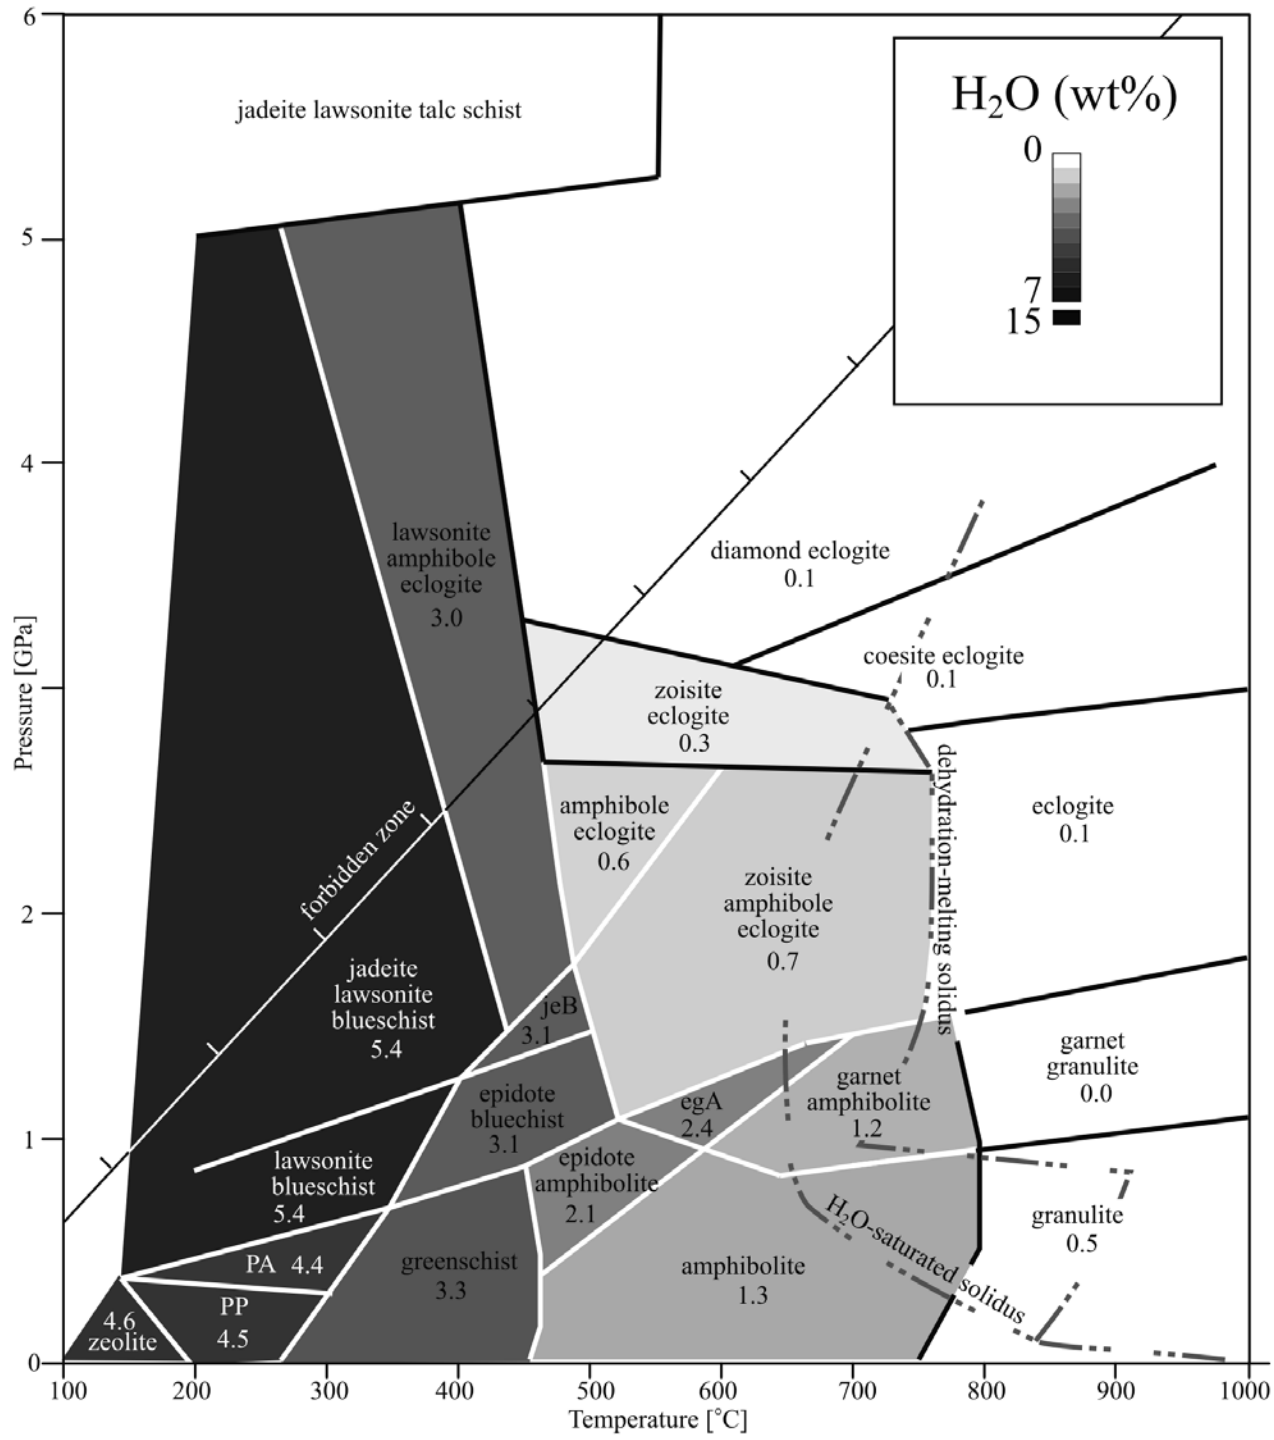 6
5
4
2
1
0
Pressure [GPa]
100
200
300
400
500
600
700
800
900
1000
Temperature [°C]
H₂O (wt%)
0
7
15
jadeite lawsonite talc schist
lawsonite
amphibole
eclogite
3.0
diamond eclogite
0.1
coesite eclogite
0.1
zoisite
eclogite
0.3
amphibole
eclogite
0.6
zoisite
amphibole
eclogite
0.7
eclogite
0.1
dehydration-melting solidus
forbidden zone
jadeite
lawsonite
blueschist
5.4
jeB
3.1
garnet
granulite
0.0
epidote
bluechist
3.1
egA
2.4
garnet
amphibolite
1.2
lawsonite
blueschist
5.4
epidote
amphibolite
2.1
H₂O-saturated solidus
granulite
0.5
PA 4.4
greenschist
3.3
amphibolite
1.3
PP
4.5
4.6
zeolite